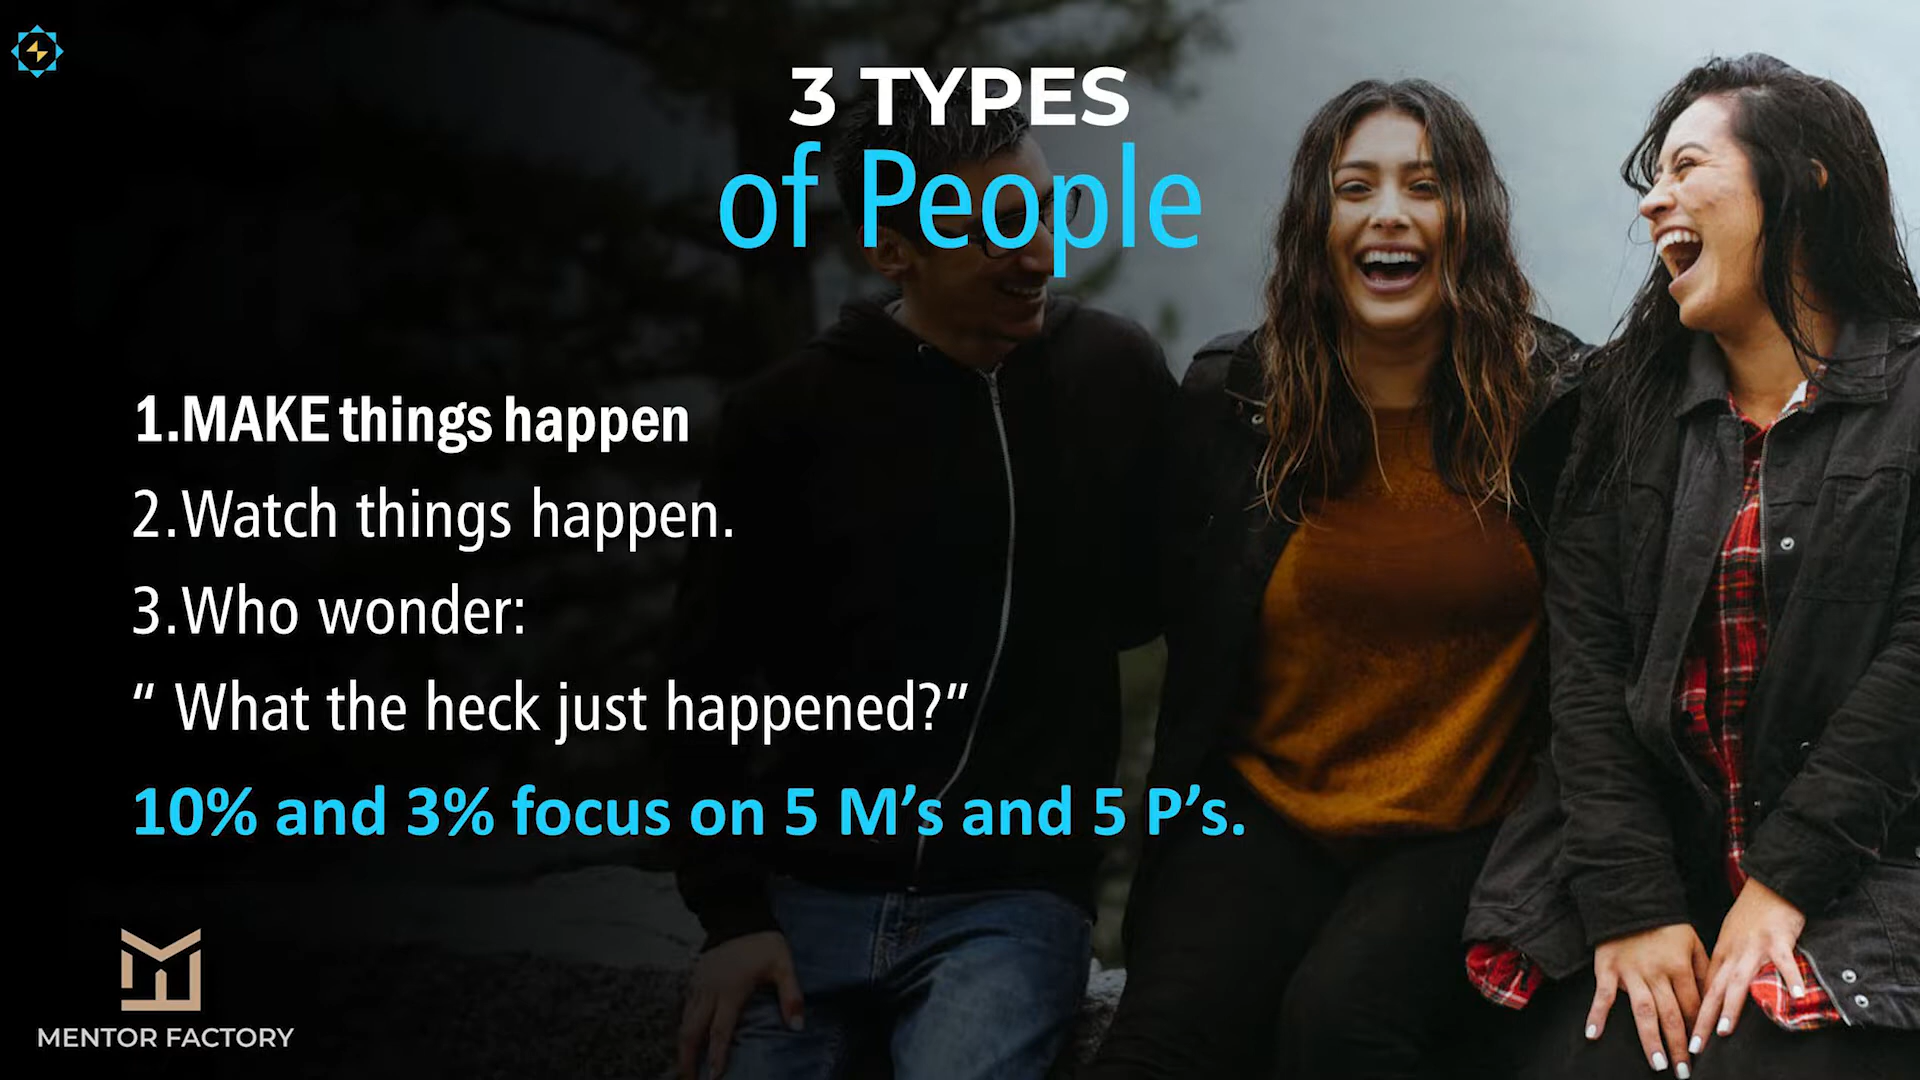 3 TYPES
of People
1.MAKE things happen
2.Watch things happen.
3.Who wonder:
“ What the heck just happened?”
10% and 3% focus on 5 M’s and 5 P’s.
MENTOR FACTORY